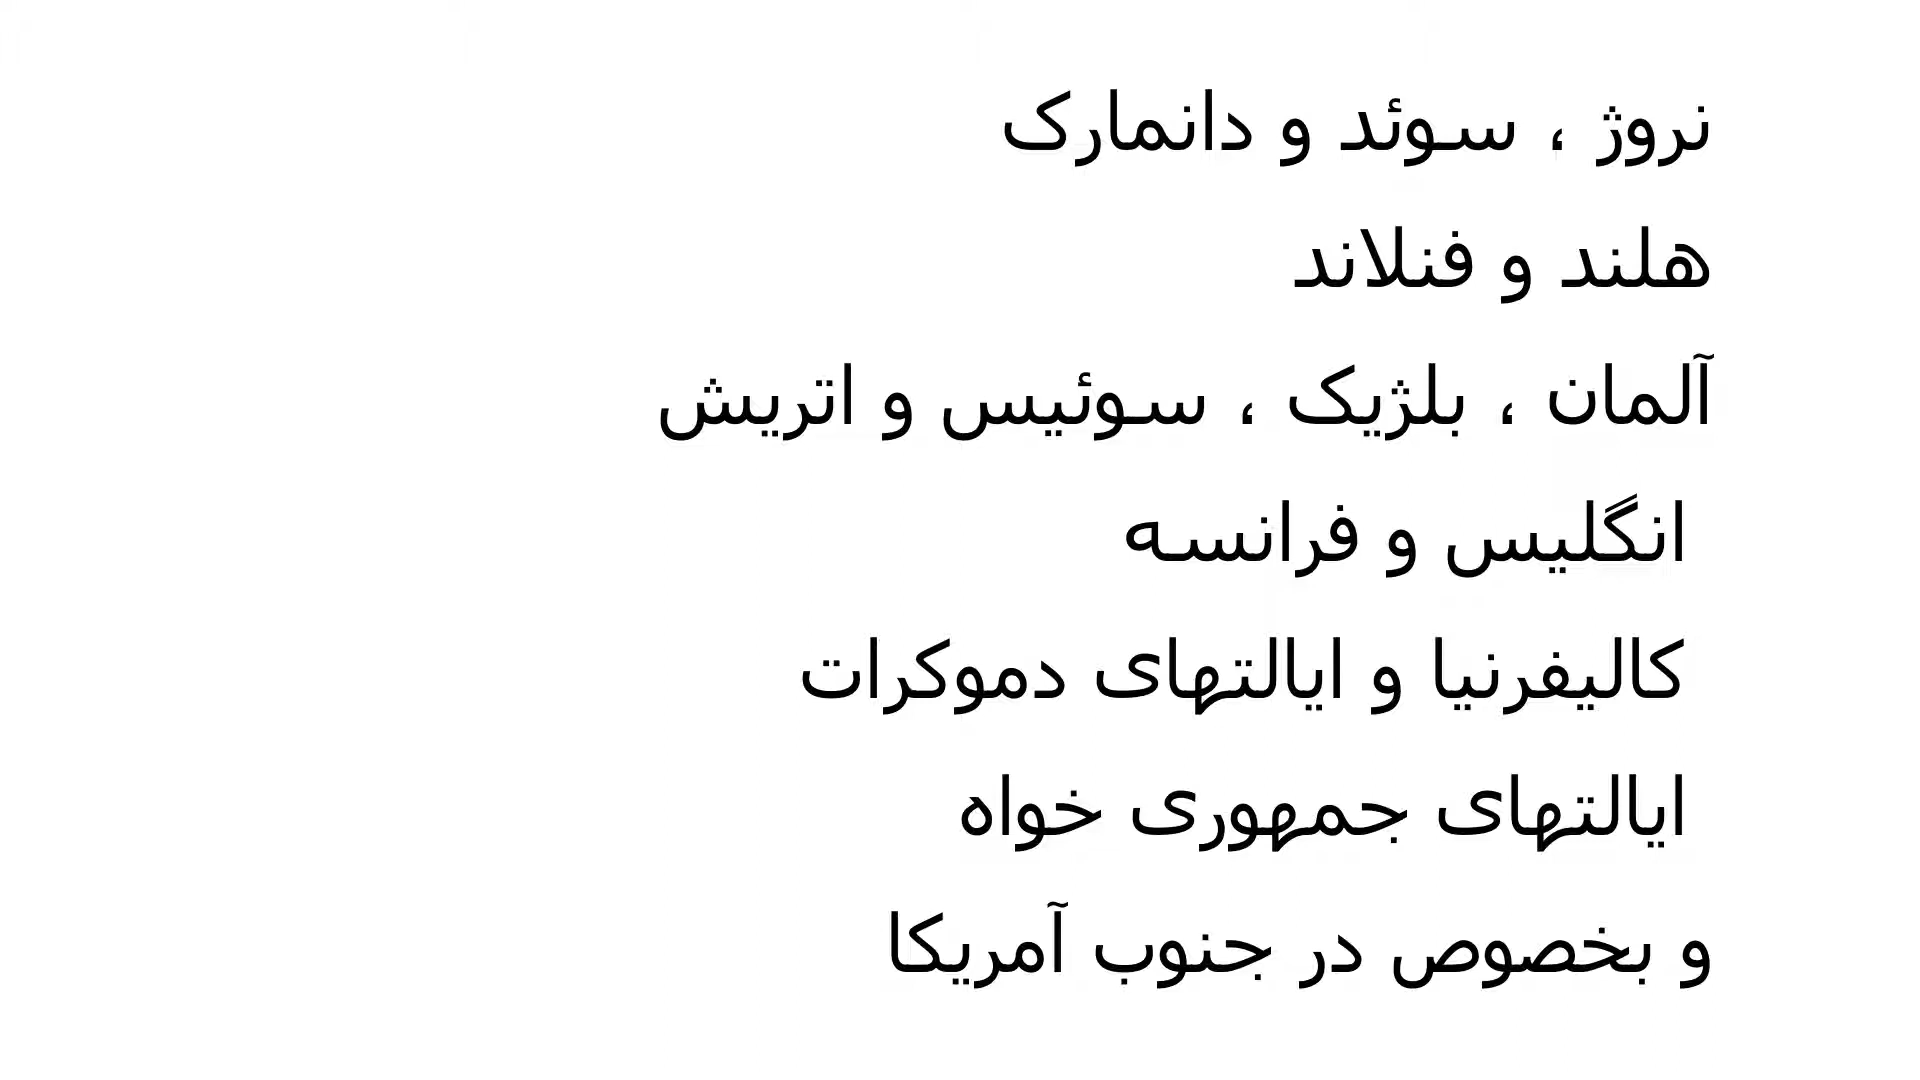 نروژ ، سوئد و دانمارک
هلند و فنلاند
آلمان ، بلژیک ، سوئیس و اتریش
انگلیس و فرانسه
کالیفرنیا و ایالتهای دموکرات
ایالتهای جمهوری خواه
و بخصوص در جنوب آمریکا